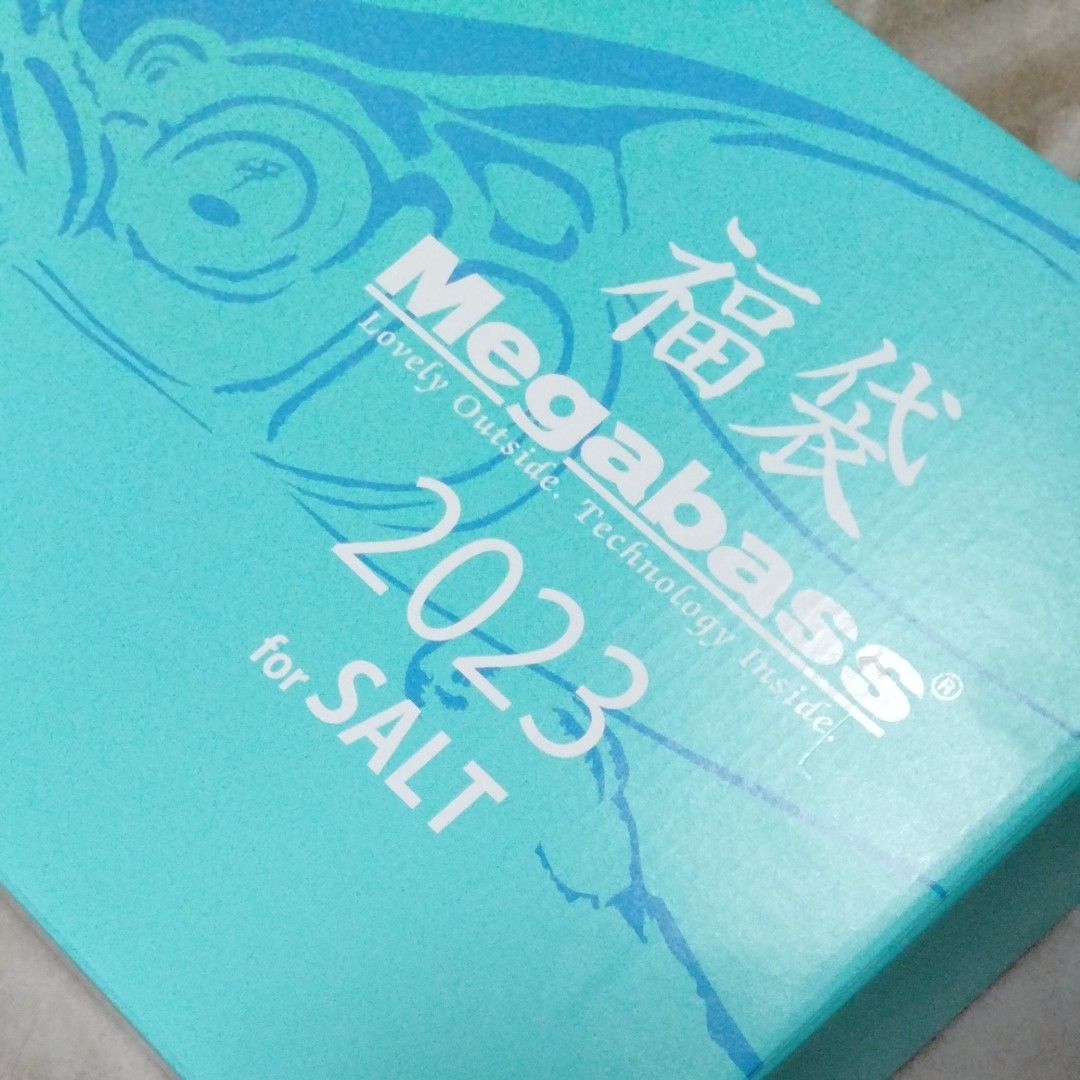 福袋
Megabass®
Lovely Outside. Technology Inside.
2023
for SALT